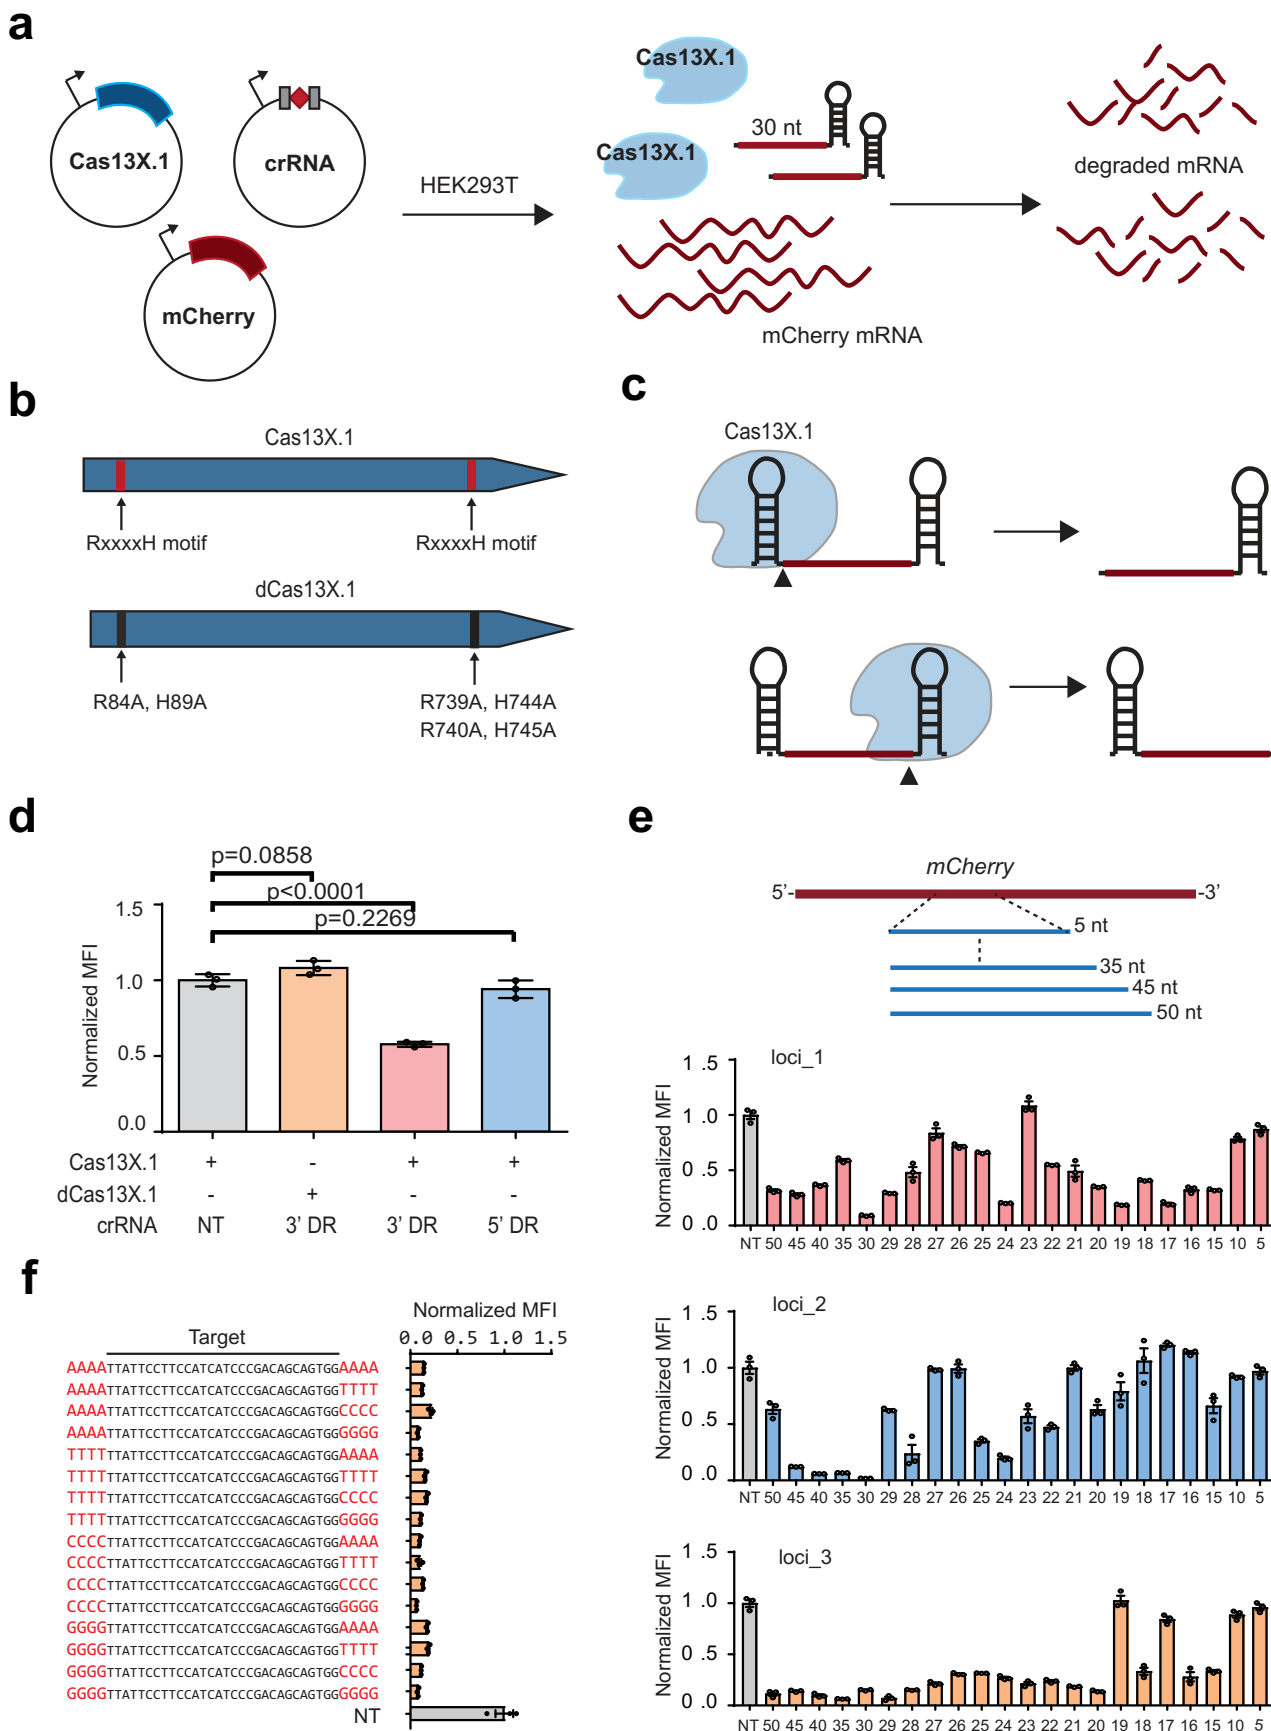 a
Cas13X.1
crRNA
mCherry
HEK293T
Cas13X.1
Cas13X.1
30 nt
mCherry mRNA
degraded mRNA
b
Cas13X.1
RxxxxH motif
RxxxxH motif
dCas13X.1
R84A, H89A
R739A, H744A
R740A, H745A
c
Cas13X.1
d
p=0.0858
p<0.0001
p=0.2269
Normalized MFI
1.5
1.0
0.5
0.0
Cas13X.1 + - + +
dCas13X.1 - + - -
crRNA NT 3' DR 3' DR 5' DR
e
mCherry
5'- -3'
5 nt
35 nt
45 nt
50 nt
loci_1
Normalized MFI
1.5
1.0
0.5
0.0
NT 50 45 40 35 30 29 28 27 26 25 24 23 22 21 20 19 18 17 16 15 10 5
loci_2
Normalized MFI
1.5
1.0
0.5
0.0
NT 50 45 40 35 30 29 28 27 26 25 24 23 22 21 20 19 18 17 16 15 10 5
loci_3
Normalized MFI
1.5
1.0
0.5
0.0
NT 50 45 40 35 30 29 28 27 26 25 24 23 22 21 20 19 18 17 16 15 10 5
f
Normalized MFI
Target
0.0 0.5 1.0 1.5
AAAATTATTCCTTCCATCATCCCGACAGCAGTGGAAAA
AAAATTATTCCTTCCATCATCCCGACAGCAGTGGTTTT
AAAATTATTCCTTCCATCATCCCGACAGCAGTGGCCCC
AAAATTATTCCTTCCATCATCCCGACAGCAGTGGGGGG
TTTTTTATTCCTTCCATCATCCCGACAGCAGTGGAAAA
TTTTTTATTCCTTCCATCATCCCGACAGCAGTGGTTTT
TTTTTTATTCCTTCCATCATCCCGACAGCAGTGGCCCC
TTTTTTATTCCTTCCATCATCCCGACAGCAGTGGGGGG
CCCCTTATTCCTTCCATCATCCCGACAGCAGTGGAAAA
CCCCTTATTCCTTCCATCATCCCGACAGCAGTGGTTTT
CCCCTTATTCCTTCCATCATCCCGACAGCAGTGGCCCC
CCCCTTATTCCTTCCATCATCCCGACAGCAGTGGGGGG
GGGGTTATTCCTTCCATCATCCCGACAGCAGTGGAAAA
GGGGTTATTCCTTCCATCATCCCGACAGCAGTGGTTTT
GGGGTTATTCCTTCCATCATCCCGACAGCAGTGGCCCC
GGGGTTATTCCTTCCATCATCCCGACAGCAGTGGGGGG
NT